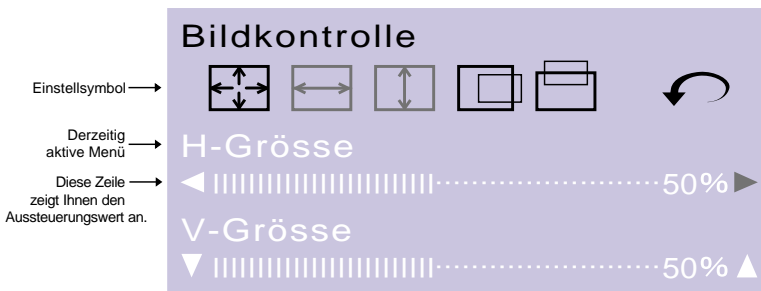 Bildkontrolle
Einstellsymbol
Derzeitig
aktive Menü
H-Grösse
Diese Zeile
zeigt Ihnen den
Aussteuerungswert an.
50%
V-Grösse
50%